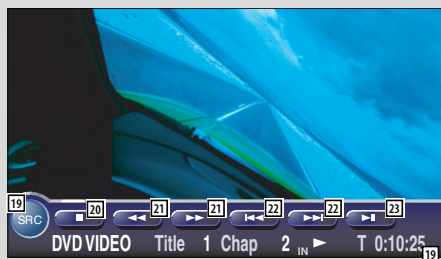 19 20 21 21 22 22 23
SRC
DVD VIDEO Title 1 Chap 2 IN T 0:10:25
19